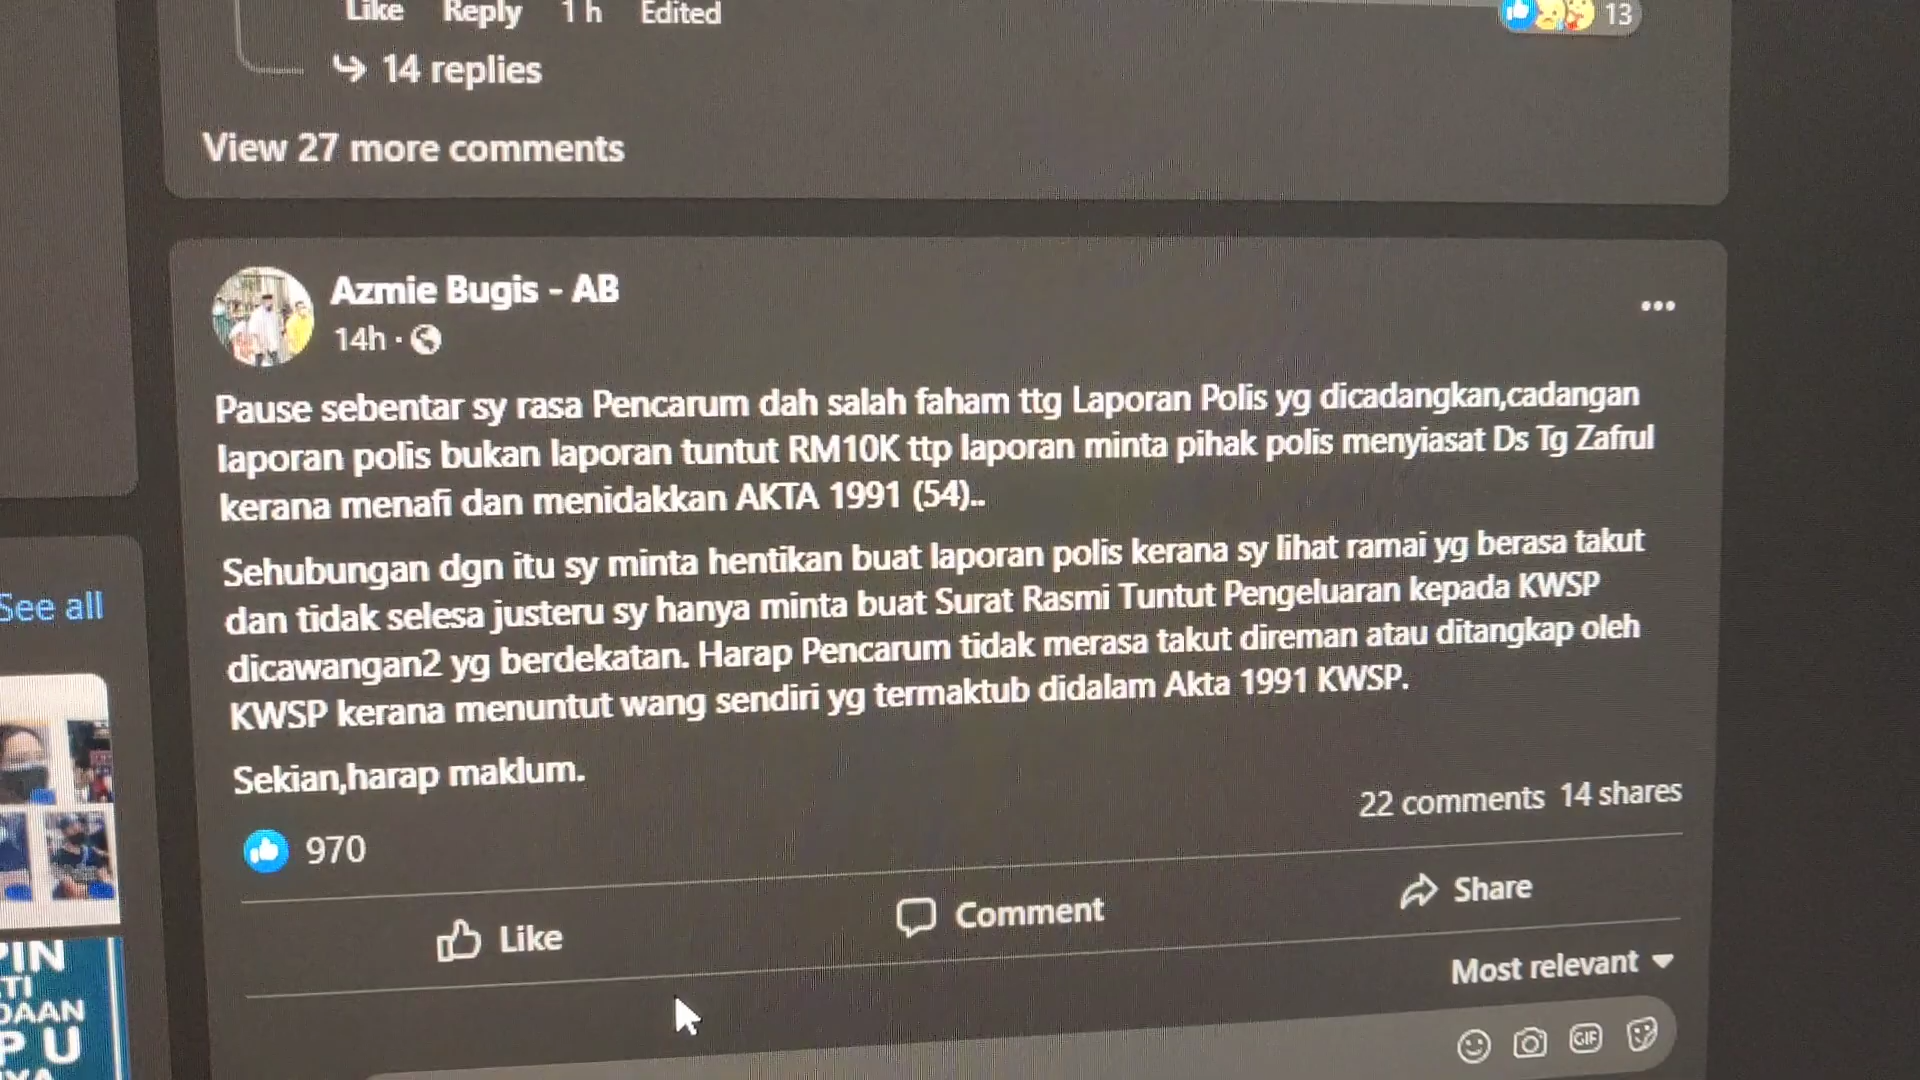 Like Reply 1 h Edited
13
14 replies
View 27 more comments
Azmie Bugis - AB
14h ·
Pause sebentar sy rasa Pencarum dah salah faham ttg Laporan Polis yg dicadangkan,cadangan
laporan polis bukan laporan tuntut RM10K ttp laporan minta pihak polis menyiasat Ds Tg Zafrul
kerana menafi dan menidakkan AKTA 1991 (54)..
Sehubungan dgn itu sy minta hentikan buat laporan polis kerana sy lihat ramai yg berasa takut
dan tidak selesa justeru sy hanya minta buat Surat Rasmi Tuntut Pengeluaran kepada KWSP
dicawangan2 yg berdekatan. Harap Pencarum tidak merasa takut direman atau ditangkap oleh
KWSP kerana menuntut wang sendiri yg termaktub didalam Akta 1991 KWSP.
Sekian,harap maklum.
22 comments 14 shares
970
Like
Comment
Share
Most relevant
GIF
See all
PIN
TI
DAAN
P U